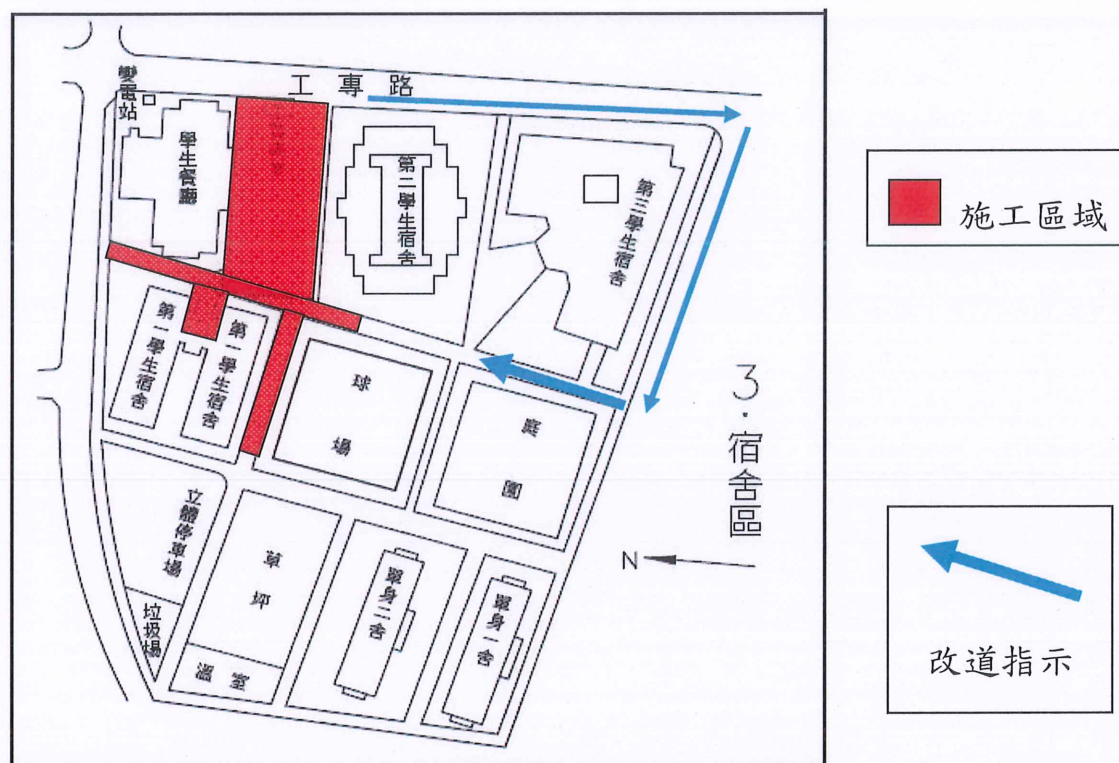 工專路
變電站
學生餐廳
第二學生宿舍
第三學生宿舍
施工區域
第一學生宿舍
第一學生宿舍
球場
庭園
3.宿舍區
N
立體停車場
草坪
單身二舍
單身一舍
垃圾場
溫室
改道指示